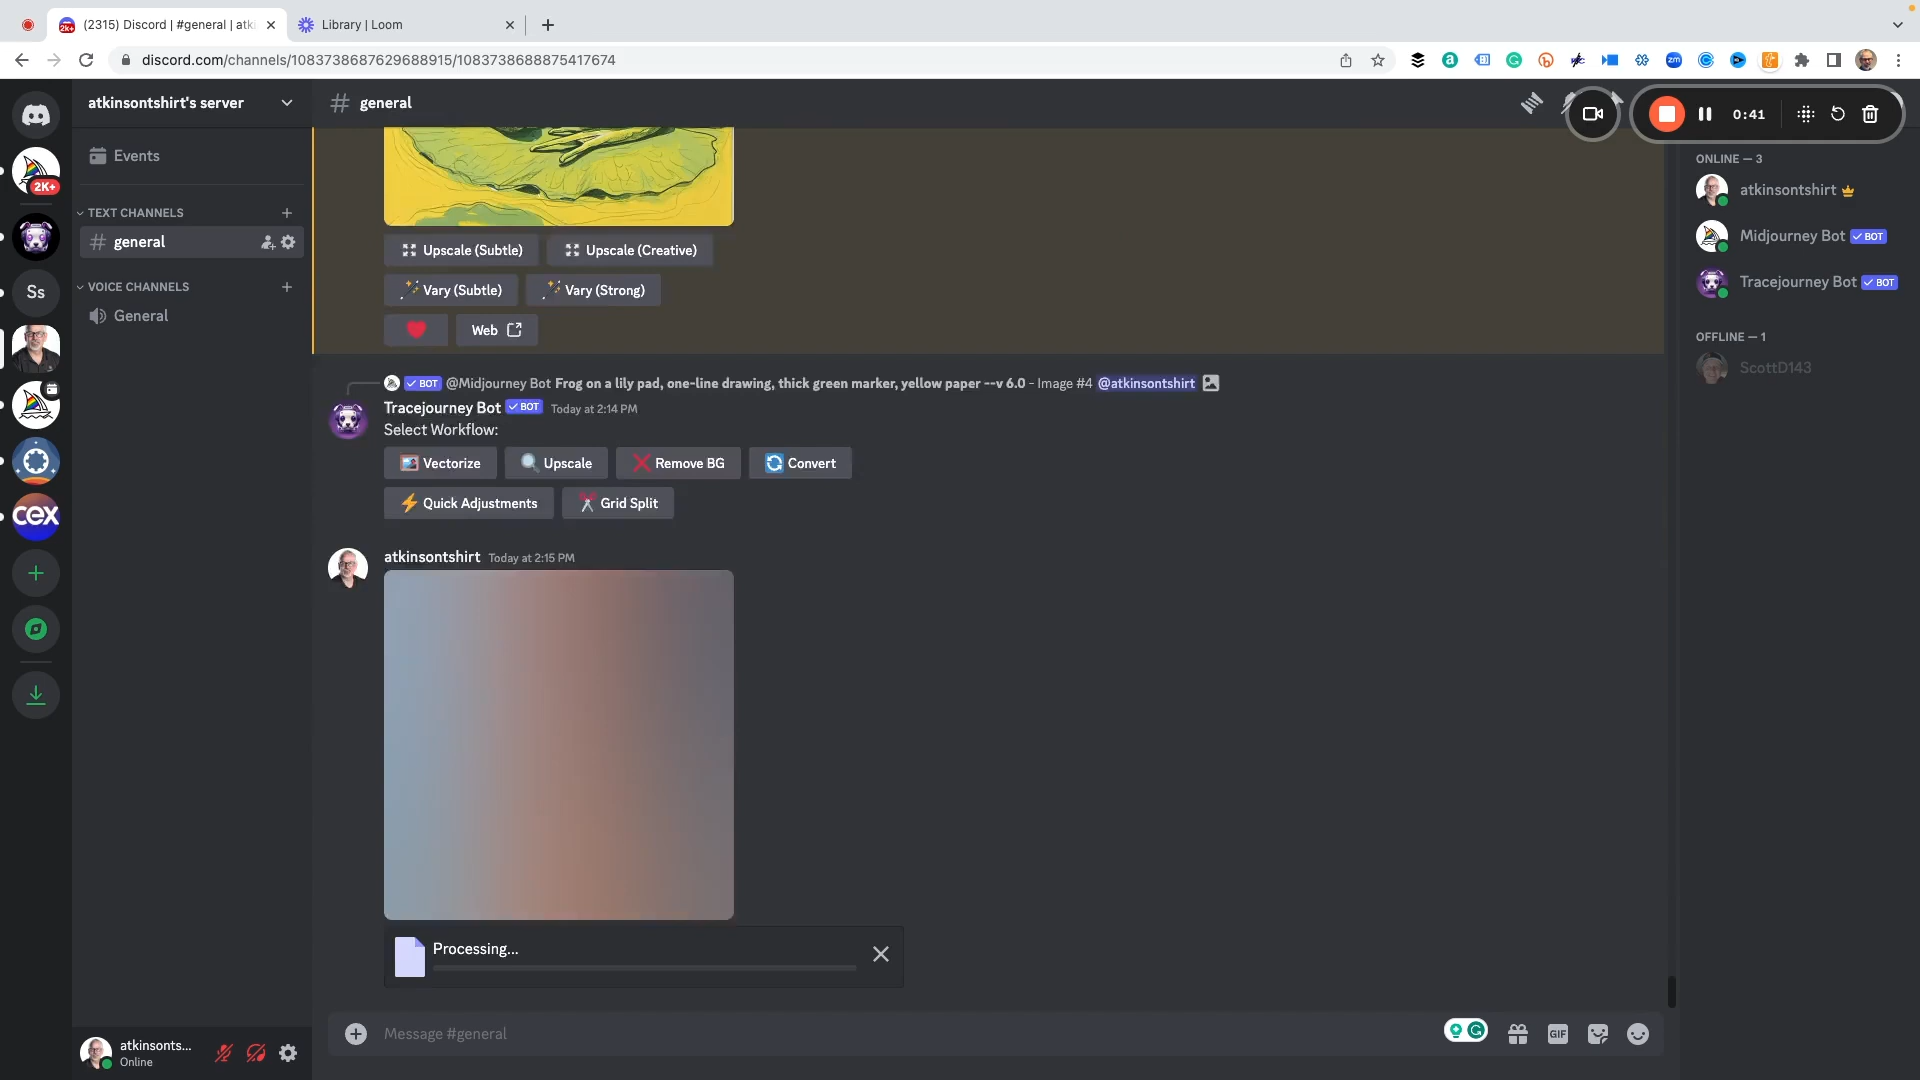 (2315) Discord | #general | atk
Library | Loom
discord.com/channels/1083738687629688915/1083738688875417674
atkinsontshirt's server
general
0:41
Events
2K+
TEXT CHANNELS
general
VOICE CHANNELS
General
Ss
cex
Upscale (Subtle)
Upscale (Creative)
Vary (Subtle)
Vary (Strong)
Web
BOT @Midjourney Bot Frog on a lily pad, one-line drawing, thick green marker, yellow paper --v 6.0 - Image #4 @atkinsontshirt
Tracejourney Bot BOT Today at 2:14 PM
Select Workflow:
Vectorize
Upscale
Remove BG
Convert
Quick Adjustments
Grid Split
atkinsontshirt Today at 2:15 PM
Processing...
Message #general
GIF
ONLINE — 3
atkinsontshirt
Midjourney Bot BOT
Tracejourney Bot BOT
OFFLINE — 1
ScottD143
atkinsonts...
Online